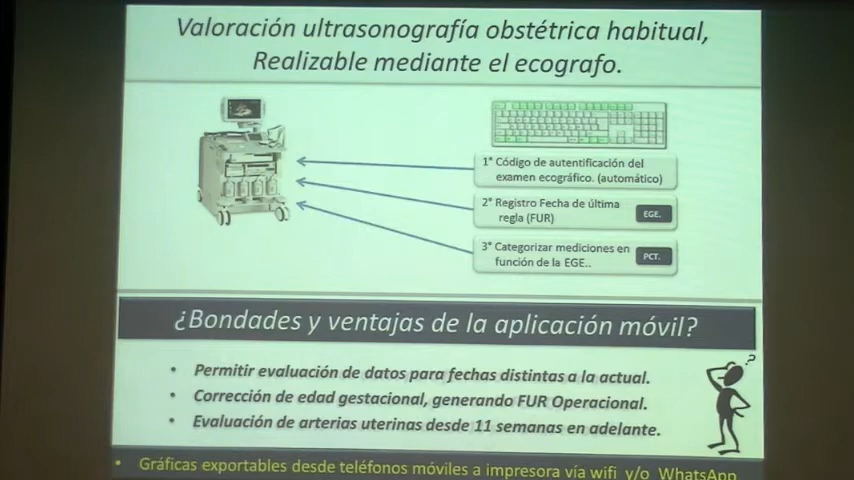 Valoración ultrasonografía obstétrica habitual,
Realizable mediante el ecografo.
1° Código de autentificación del
examen ecográfico. (automático)
2° Registro Fecha de última
regla (FUR)
EGE.
3° Categorizar mediciones en
función de la EGE..
PCT.
¿Bondades y ventajas de la aplicación móvil?
• Permitir evaluación de datos para fechas distintas a la actual.
• Corrección de edad gestacional, generando FUR Operacional.
• Evaluación de arterias uterinas desde 11 semanas en adelante.
?
• Gráficas exportables desde teléfonos móviles a impresora vía wifi y/o WhatsApp